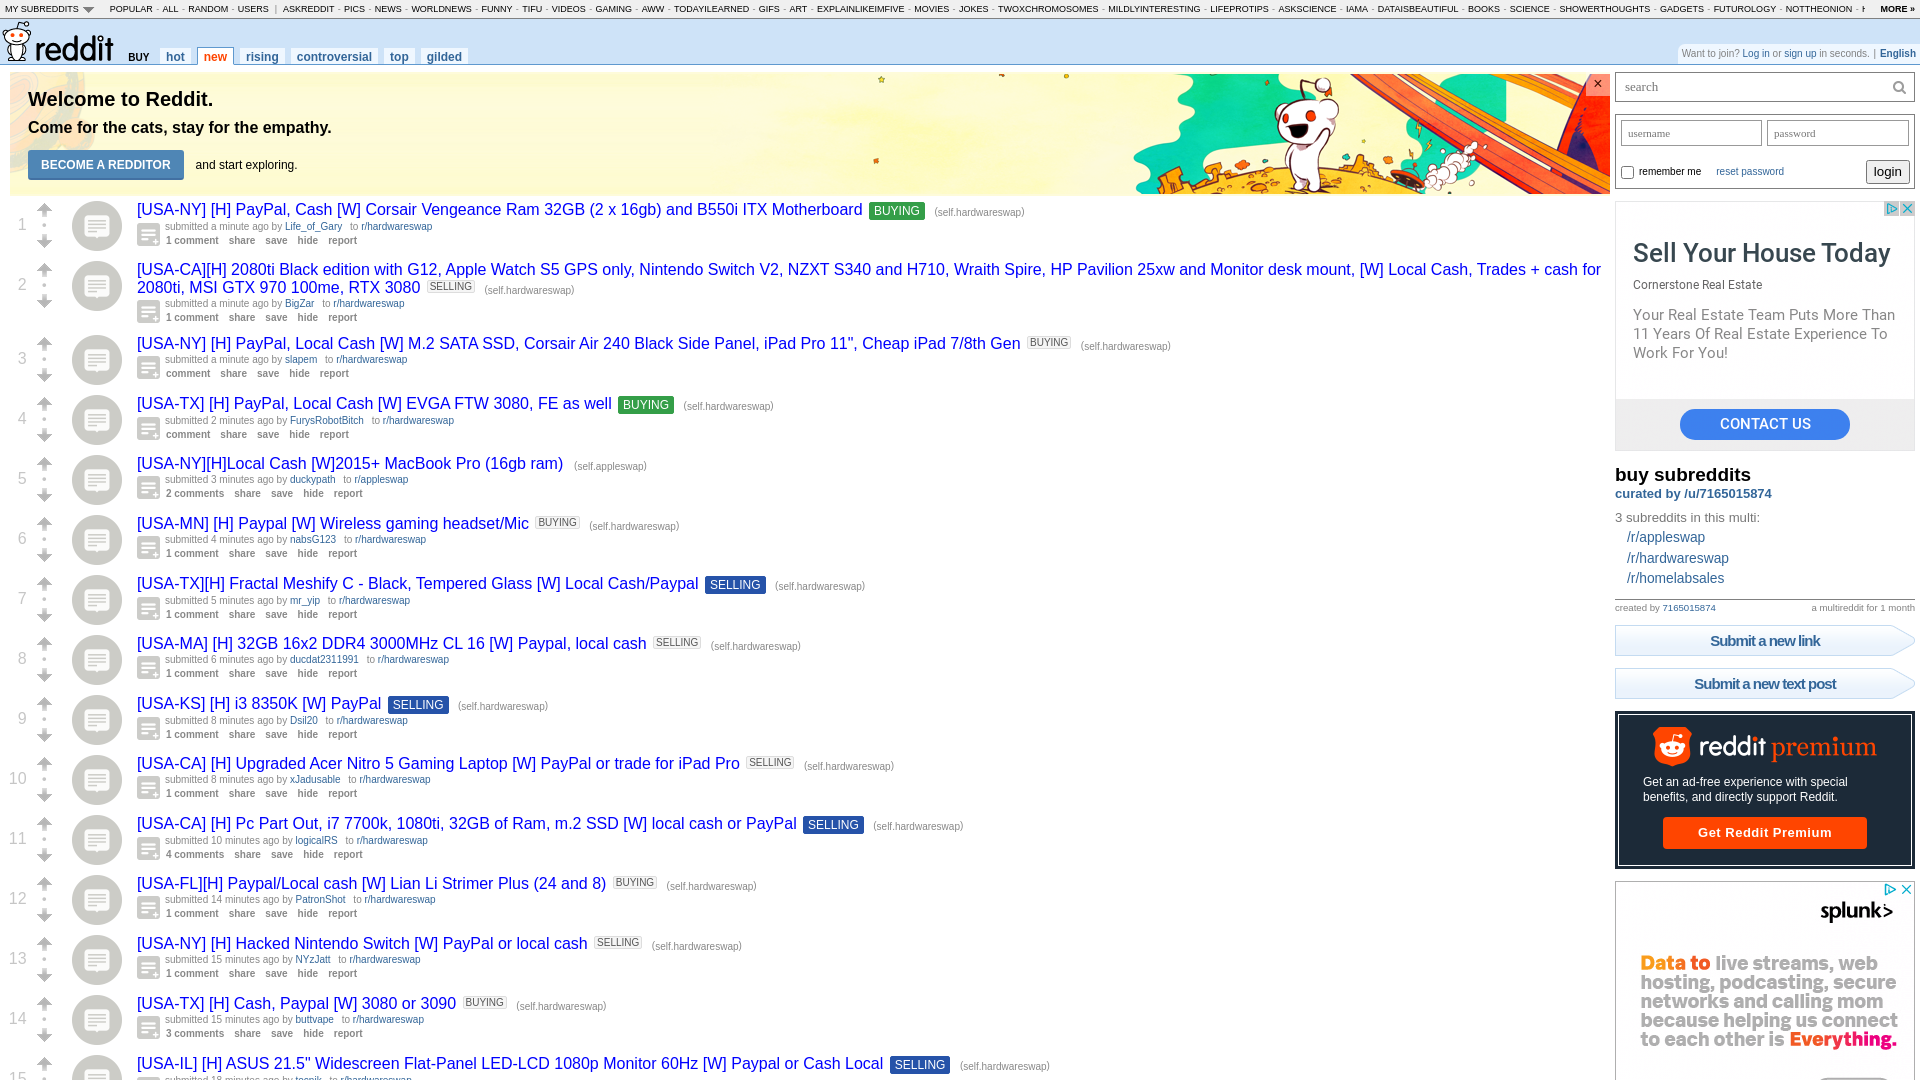 MY SUBREDDITS POPULAR - ALL - RANDOM - USERS | ASKREDDIT - PICS - NEWS - WORLDNEWS - FUNNY - TIFU - VIDEOS - GAMING - AWW - TODAYILEARNED - GIFS - ART - EXPLAINLIKEIMFIVE - MOVIES - JOKES - TWOXCHROMOSOMES - MILDLYINTERESTING - LIFEPROTIPS - ASKSCIENCE - IAMA - DATAISBEAUTIFUL - BOOKS - SCIENCE - SHOWERTHOUGHTS - GADGETS - FUTUROLOGY - NOTTHEONION - MORE »
reddit BUY hot new rising controversial top gilded
Want to join? Log in or sign up in seconds. | English
Welcome to Reddit.
Come for the cats, stay for the empathy.
BECOME A REDDITOR and start exploring.
×
1
[USA-NY] [H] PayPal, Cash [W] Corsair Vengeance Ram 32GB (2 x 16gb) and B550i ITX Motherboard BUYING (self.hardwareswap)
submitted a minute ago by Life_of_Gary to r/hardwareswap
1 comment share save hide report
2
[USA-CA][H] 2080ti Black edition with G12, Apple Watch S5 GPS only, Nintendo Switch V2, NZXT S340 and H710, Wraith Spire, HP Pavilion 25xw and Monitor desk mount, [W] Local Cash, Trades + cash for
2080ti, MSI GTX 970 100me, RTX 3080 SELLING (self.hardwareswap)
submitted a minute ago by BigZar to r/hardwareswap
1 comment share save hide report
3
[USA-NY] [H] PayPal, Local Cash [W] M.2 SATA SSD, Corsair Air 240 Black Side Panel, iPad Pro 11", Cheap iPad 7/8th Gen BUYING (self.hardwareswap)
submitted a minute ago by slapem to r/hardwareswap
comment share save hide report
4
[USA-TX] [H] PayPal, Local Cash [W] EVGA FTW 3080, FE as well BUYING (self.hardwareswap)
submitted 2 minutes ago by FurysRobotBitch to r/hardwareswap
comment share save hide report
5
[USA-NY][H]Local Cash [W]2015+ MacBook Pro (16gb ram) (self.appleswap)
submitted 3 minutes ago by duckypath to r/appleswap
2 comments share save hide report
6
[USA-MN] [H] Paypal [W] Wireless gaming headset/Mic BUYING (self.hardwareswap)
submitted 4 minutes ago by nabsG123 to r/hardwareswap
1 comment share save hide report
7
[USA-TX][H] Fractal Meshify C - Black, Tempered Glass [W] Local Cash/Paypal SELLING (self.hardwareswap)
submitted 5 minutes ago by mr_yip to r/hardwareswap
1 comment share save hide report
8
[USA-MA] [H] 32GB 16x2 DDR4 3000MHz CL 16 [W] Paypal, local cash SELLING (self.hardwareswap)
submitted 6 minutes ago by ducdat2311991 to r/hardwareswap
1 comment share save hide report
9
[USA-KS] [H] i3 8350K [W] PayPal SELLING (self.hardwareswap)
submitted 8 minutes ago by Dsil20 to r/hardwareswap
1 comment share save hide report
10
[USA-CA] [H] Upgraded Acer Nitro 5 Gaming Laptop [W] PayPal or trade for iPad Pro SELLING (self.hardwareswap)
submitted 8 minutes ago by xJadusable to r/hardwareswap
1 comment share save hide report
11
[USA-CA] [H] Pc Part Out, i7 7700k, 1080ti, 32GB of Ram, m.2 SSD [W] local cash or PayPal SELLING (self.hardwareswap)
submitted 10 minutes ago by logicalRS to r/hardwareswap
4 comments share save hide report
12
[USA-FL][H] Paypal/Local cash [W] Lian Li Strimer Plus (24 and 8) BUYING (self.hardwareswap)
submitted 14 minutes ago by PatronShot to r/hardwareswap
1 comment share save hide report
13
[USA-NY] [H] Hacked Nintendo Switch [W] PayPal or local cash SELLING (self.hardwareswap)
submitted 15 minutes ago by NYzJatt to r/hardwareswap
1 comment share save hide report
14
[USA-TX] [H] Cash, Paypal [W] 3080 or 3090 BUYING (self.hardwareswap)
submitted 15 minutes ago by buttvape to r/hardwareswap
3 comments share save hide report
15
[USA-IL] [H] ASUS 21.5" Widescreen Flat-Panel LED-LCD 1080p Monitor 60Hz [W] Paypal or Cash Local SELLING (self.hardwareswap)
submitted 18 minutes ago by to r/hardwareswap
search
username password
remember me reset password login
Sell Your House Today
Cornerstone Real Estate
Your Real Estate Team Puts More Than
11 Years Of Real Estate Experience To
Work For You!
CONTACT US
buy subreddits
curated by /u/7165015874
3 subreddits in this multi:
/r/appleswap
/r/hardwareswap
/r/homelabsales
created by 7165015874 a multireddit for 1 month
Submit a new link
Submit a new text post
reddit premium
Get an ad-free experience with special
benefits, and directly support Reddit.
Get Reddit Premium
splunk>
Data to live streams, web
hosting, podcasting, secure
networks and calling mom
because helping us connect
to each other is Everything.